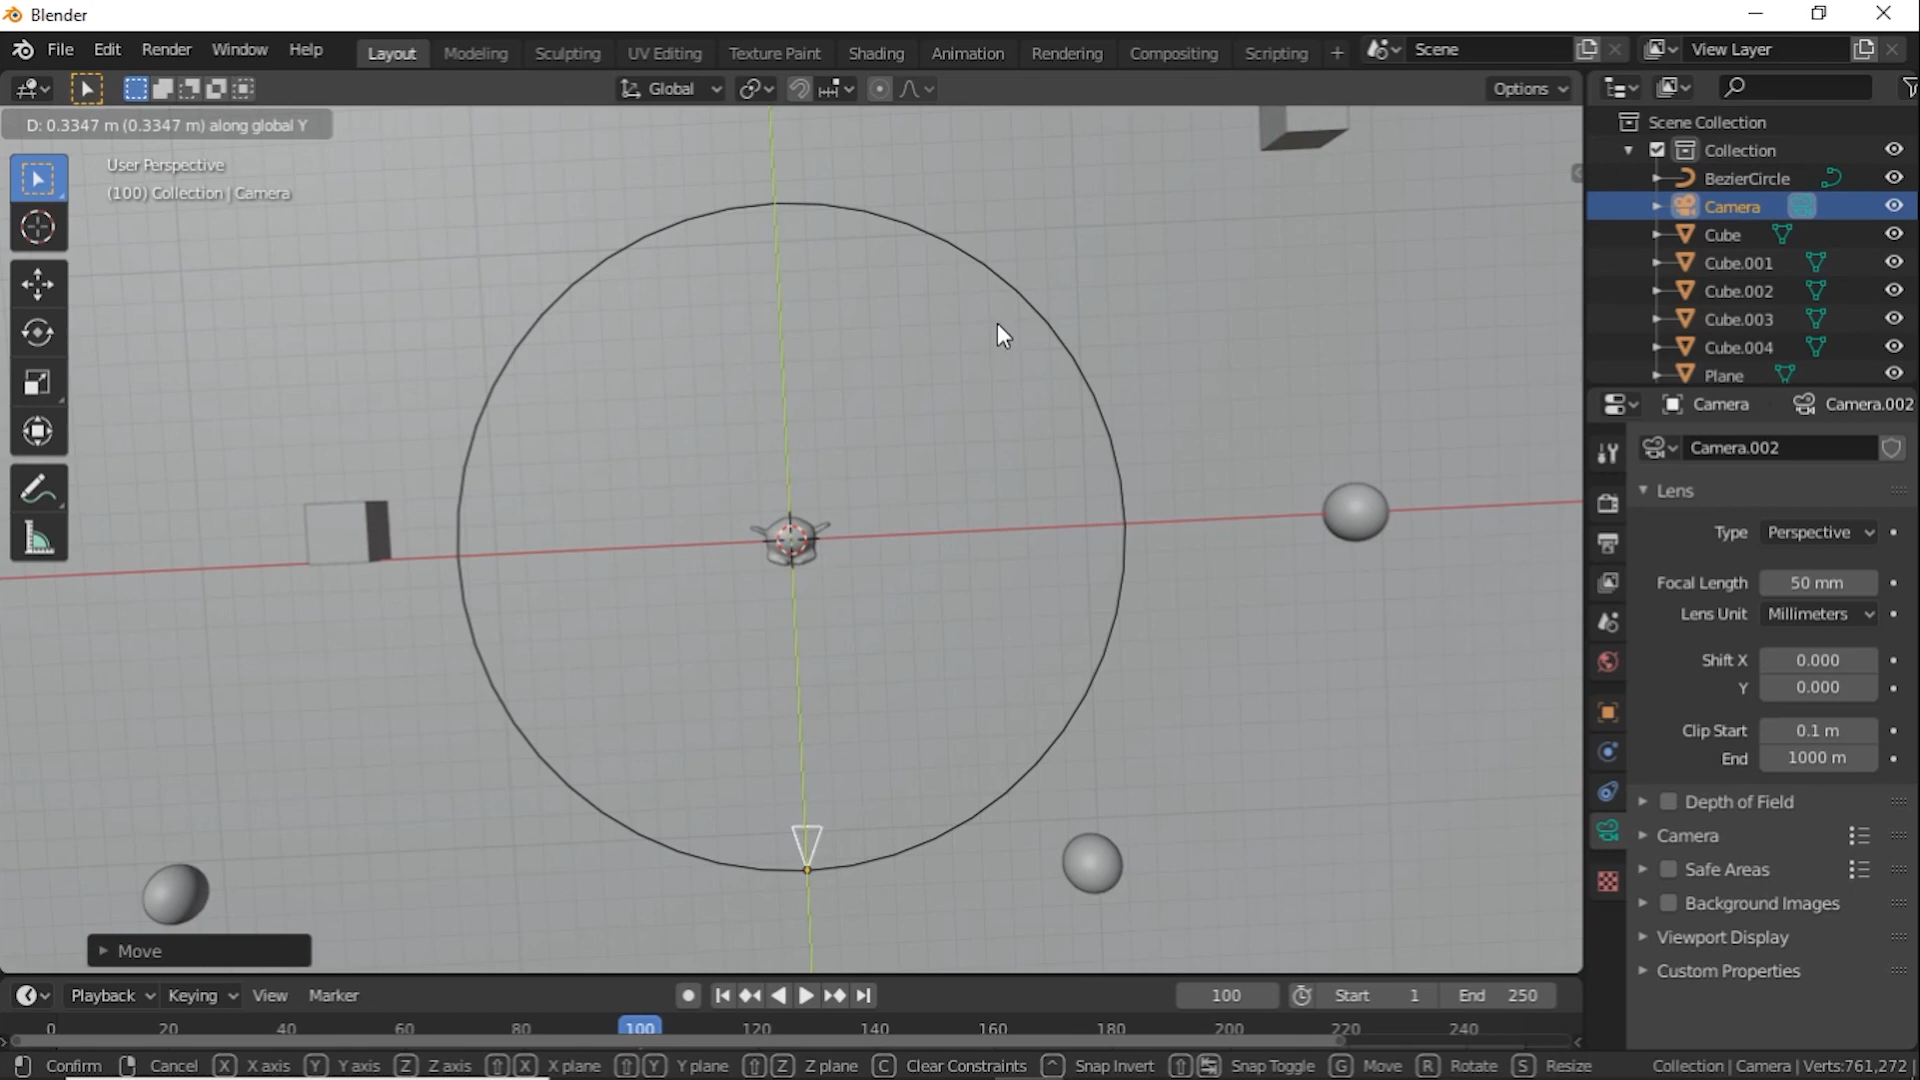 Blender
File Edit Render Window Help Layout Modeling Sculpting UV Editing Texture Paint Shading Animation Rendering Compositing Scripting + Scene View Layer
Global Options
D: 0.3347 m (0.3347 m) along global Y
User Perspective
(100) Collection | Camera
Scene Collection
Collection
BezierCircle
Camera
Cube
Cube.001
Cube.002
Cube.003
Cube.004
Plane
Camera Camera.002
Camera.002
Lens
Type Perspective
Focal Length 50 mm
Lens Unit Millimeters
Shift X 0.000
Y 0.000
Clip Start 0.1 m
End 1000 m
Depth of Field
Camera
Safe Areas
Background Images
Viewport Display
Custom Properties
Move
Playback Keying View Marker 100 Start 1 End 250
0 20 40 60 80 100 120 140 160 180 200 220 240
Confirm Cancel X X axis Y Y axis Z Z axis X X plane Y Y plane Z Z plane C Clear Constraints Snap Invert Snap Toggle G Move R Rotate S Resize Collection | Camera | Verts:761,272 |